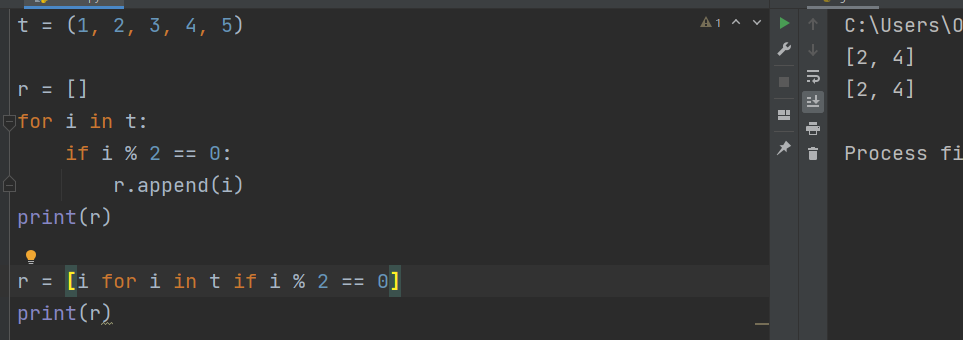 t = (1, 2, 3, 4, 5)
r = []
for i in t:
    if i % 2 == 0:
        r.append(i)
print(r)
r = [i for i in t if i % 2 == 0]
print(r)
1
C:\Users\O
[2, 4]
[2, 4]
Process fi